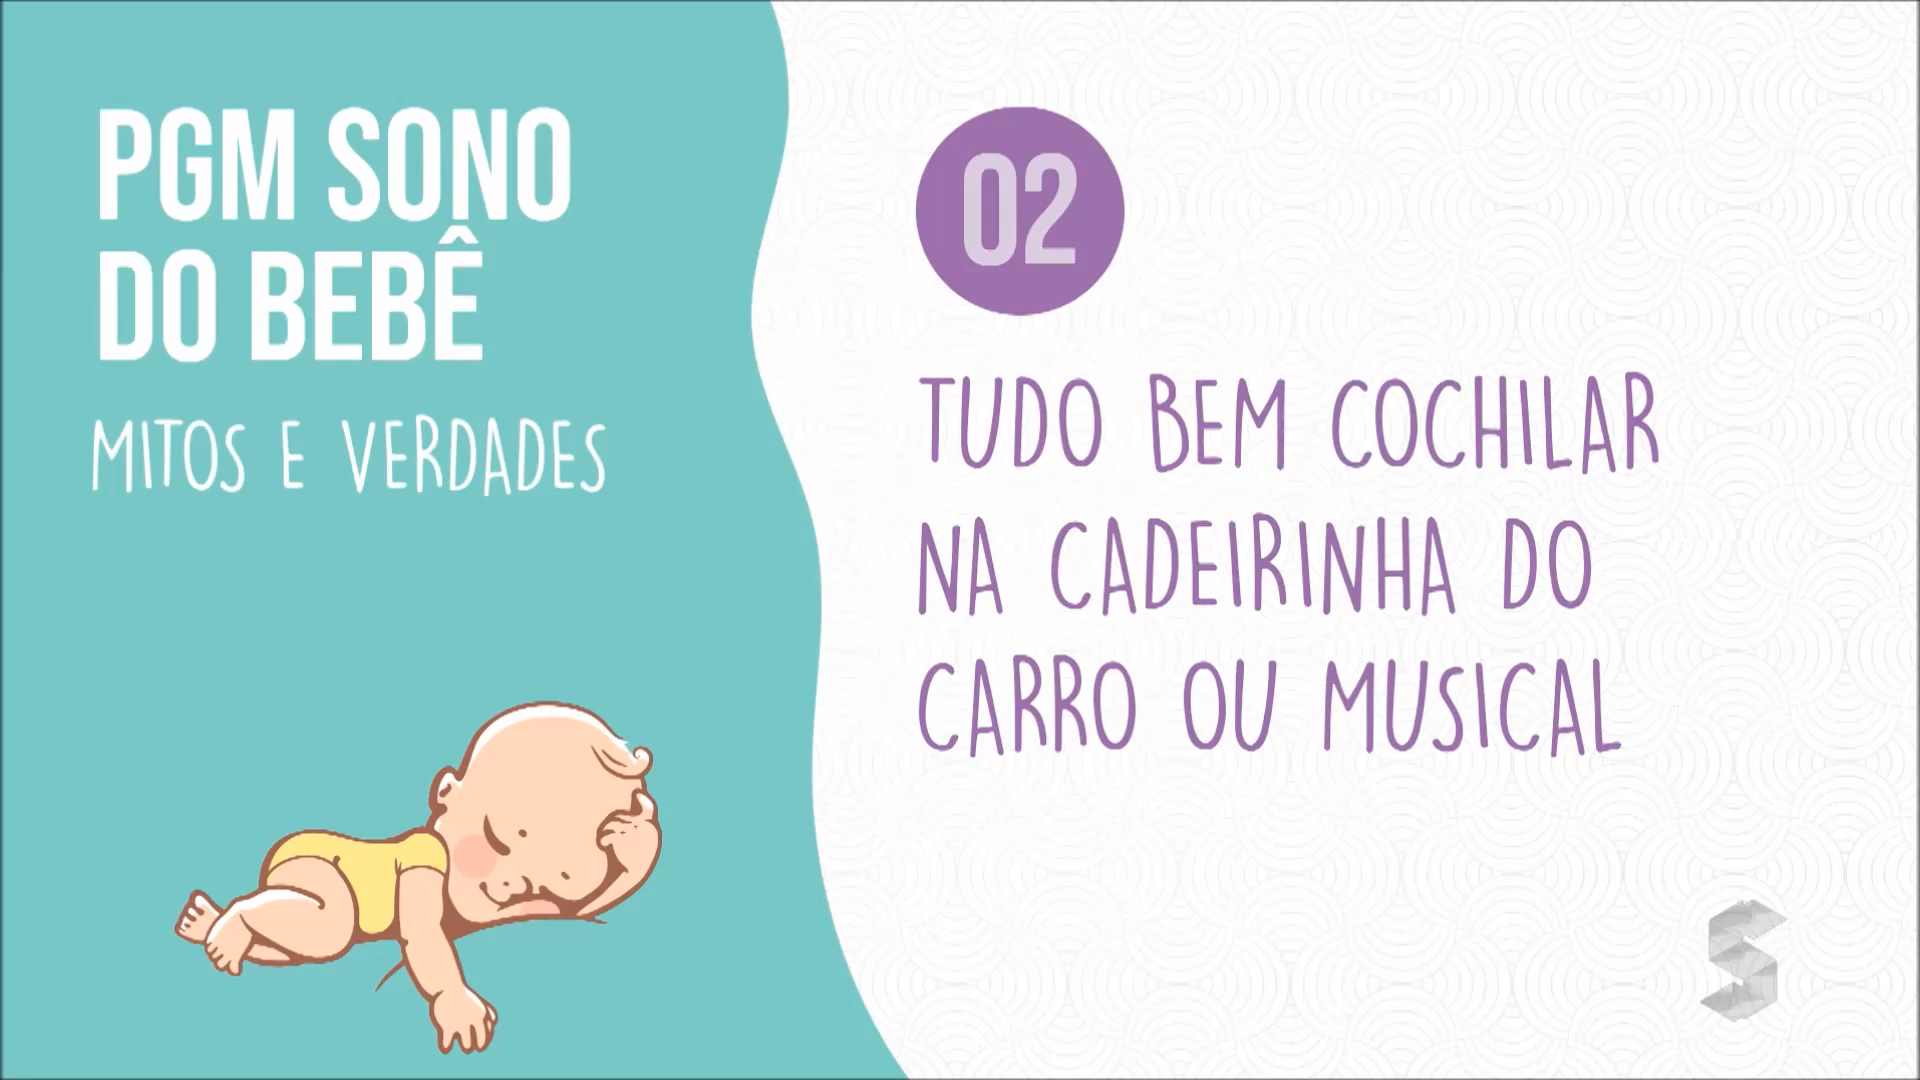 PGM SONO
DO BEBÊ
MITOS E VERDADES
02
TUDO BEM COCHILAR
NA CADEIRINHA DO
CARRO OU MUSICAL